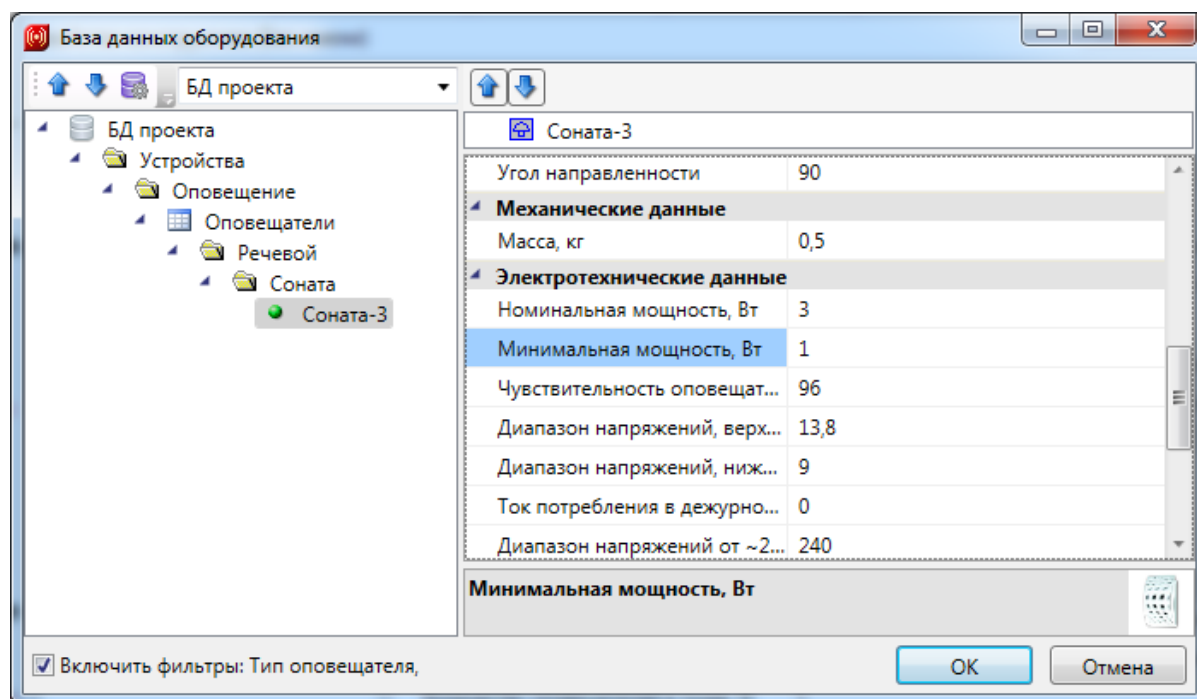 База данных оборудования
БД проекта
БД проекта
Устройства
Оповещение
Оповещатели
Речевой
Соната
Соната-3
Соната-3
Угол направленности 90
Механические данные
Масса, кг 0,5
Электротехнические данные
Номинальная мощность, Вт 3
Минимальная мощность, Вт 1
Чувствительность оповещат... 96
Диапазон напряжений, верх... 13,8
Диапазон напряжений, ниж... 9
Ток потребления в дежурно... 0
Диапазон напряжений от ~2... 240
Минимальная мощность, Вт
Включить фильтры: Тип оповещателя,
OK Отмена